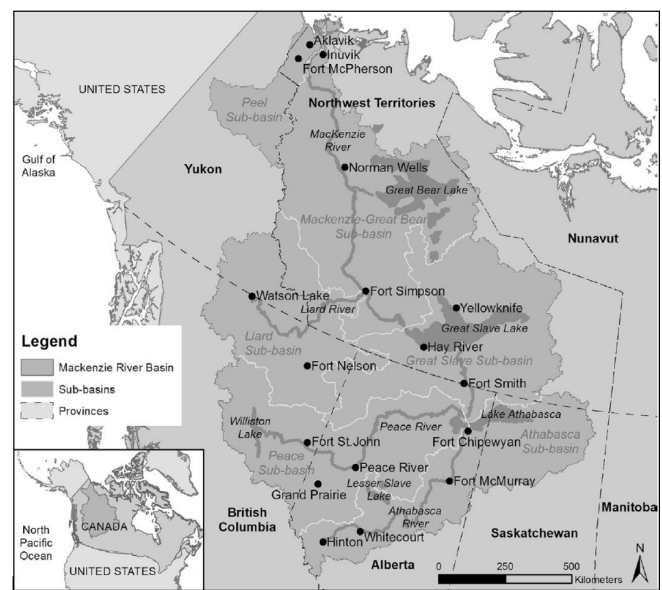 Aklavik
Inuvik
Fort McPherson
UNITED STATES
Peel
Sub-basin
Northwest Territories
MacKenzie
River
Gulf of
Alaska
Yukon
Norman Wells
Great Bear Lake
Mackenzie-Great Bear
Sub-basin
Nunavut
Watson Lake
Fort Simpson
Liard River
Yellowknife
Great Slave Lake
Legend
Mackenzie River Basin
Sub-basins
Provinces
Liard
Sub-basin
Hay River
Great Slave Sub-basin
Fort Nelson
Fort Smith
Lake Athabasca
Williston
Lake
Peace River
Fort St.John
Fort Chipewyan
Athabasca
Sub-basin
Peace
Sub-basin
Peace River
Lesser Slave
Lake
Fort McMurray
Grand Prairie
Athabasca
River
British
Columbia
Manitoba
Whitecourt
Hinton
Saskatchewan
Alberta
North
Pacific
Ocean
CANADA
UNITED STATES
N
0 250 500
Kilometers